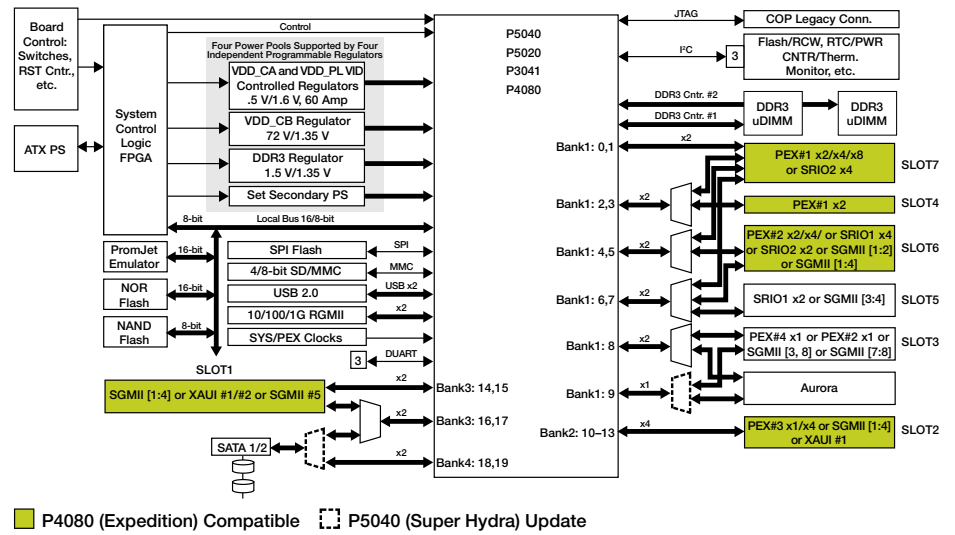 Board
Control:
Switches,
RST Cntr.,
etc.
ATX PS
System
Control
Logic
FPGA
Control
Four Power Pools Supported by Four
Independent Programmable Regulators
VDD_CA and VDD_PL VID
Controlled Regulators
.5 V/1.6 V, 60 Amp
VDD_CB Regulator
72 V/1.35 V
DDR3 Regulator
1.5 V/1.35 V
Set Secondary PS
8-bit
Local Bus 16/8-bit
PromJet
Emulator
16-bit
NOR
Flash
16-bit
NAND
Flash
8-bit
SLOT1
SPI Flash
SPI
4/8-bit SD/MMC
MMC
USB 2.0
USB x2
10/100/1G RGMII
x2
SYS/PEX Clocks
3
DUART
SGMII [1:4] or XAUI #1/#2 or SGMII #5
x2
Bank3: 14,15
x2
Bank3: 16,17
SATA 1/2
x2
Bank4: 18,19
P5040
P5020
P3041
P4080
JTAG
COP Legacy Conn.
I²C
3
Flash/RCW, RTC/PWR
CNTR/Therm.
Monitor, etc.
DDR3 Cntr. #2
DDR3 Cntr. #1
DDR3
uDIMM
DDR3
uDIMM
Bank1: 0,1
x2
PEX#1 x2/x4/x8
or SRIO2 x4
SLOT7
Bank1: 2,3
x2
PEX#1 x2
SLOT4
Bank1: 4,5
x2
PEX#2 x2/x4/ or SRIO1 x4
or SRIO2 x2 or SGMII [1:2]
or SGMII [1:4]
SLOT6
Bank1: 6,7
x2
SRIO1 x2 or SGMII [3:4]
SLOT5
Bank1: 8
x2
PEX#4 x1 or PEX#2 x1 or
SGMII [3, 8] or SGMII [7:8]
SLOT3
Bank1: 9
x1
Aurora
Bank2: 10–13
x4
PEX#3 x1/x4 or SGMII [1:4]
or XAUI #1
SLOT2
P4080 (Expedition) Compatible
P5040 (Super Hydra) Update